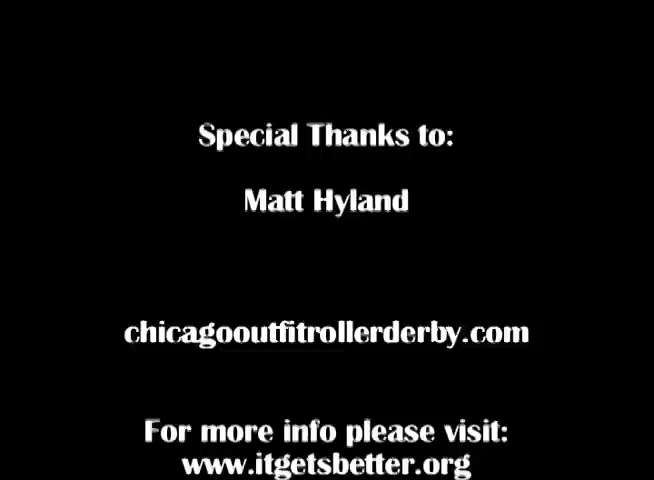 Special Thanks to:
Matt Hyland
chicagooutfitrollerderby.com
For more info please visit:
www.itgetsbetter.org